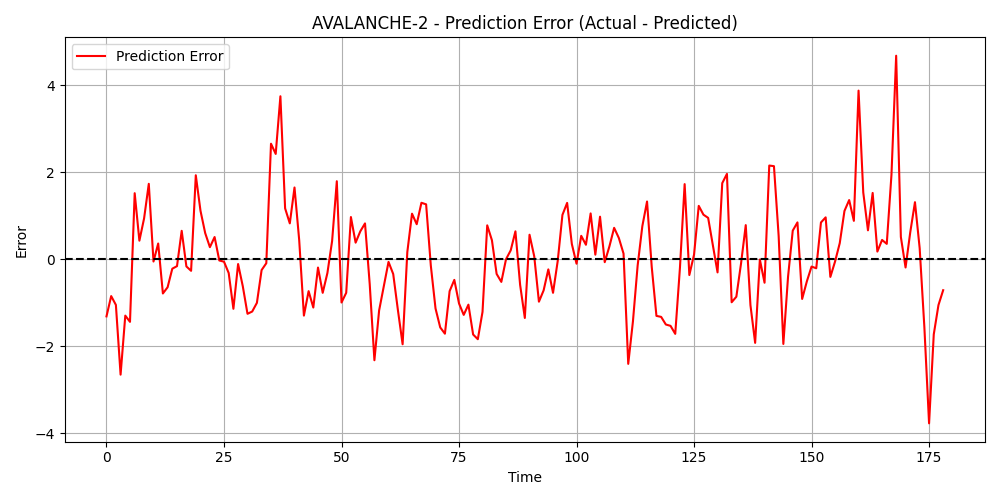 AVALANCHE-2 - Prediction Error (Actual - Predicted)
Prediction Error
Error
4
2
0
−2
−4
0 25 50 75 100 125 150 175
Time